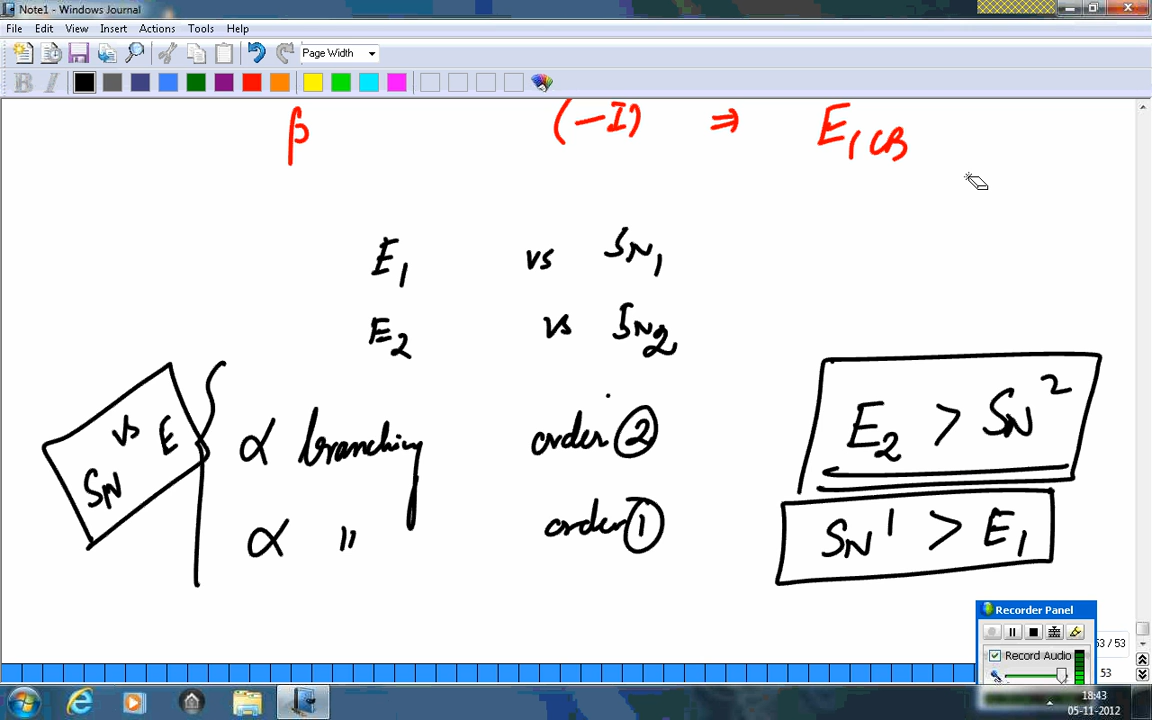 Note1 - Windows Journal
File Edit View Insert Actions Tools Help
Page Width
B I
β (-I) ⇒ E1CB
E1 vs SN1
E2 vs SN2
SN vs E
α branching order ② E2 > SN2
α " order ① SN1 > E1
Recorder Panel
Record Audio
53 / 53
53
18:43
05-11-2012